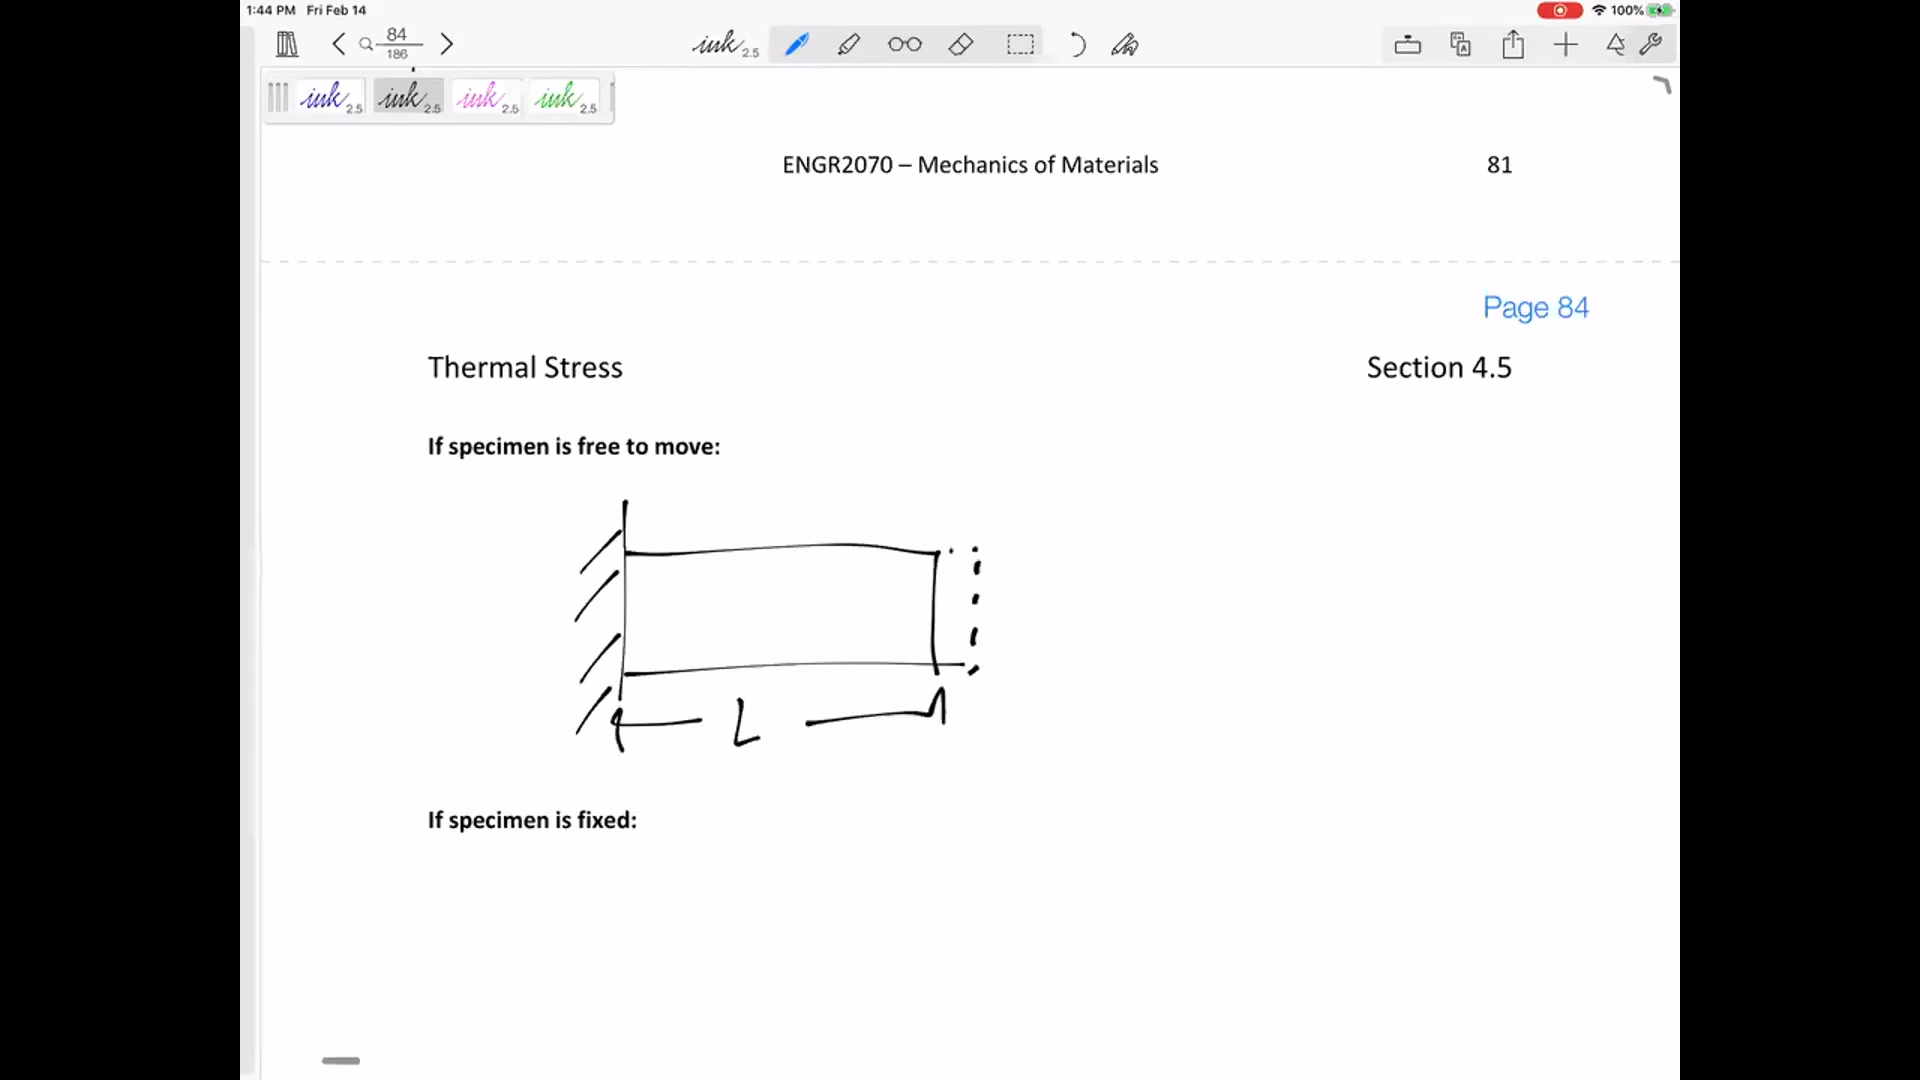 1:44 PM Fri Feb 14
100%
84
186
ink 2.5
ink 2.5 ink 2.5 ink 2.5 ink 2.5
ENGR2070 – Mechanics of Materials 81
Page 84
Thermal Stress Section 4.5
If specimen is free to move:
L
If specimen is fixed: